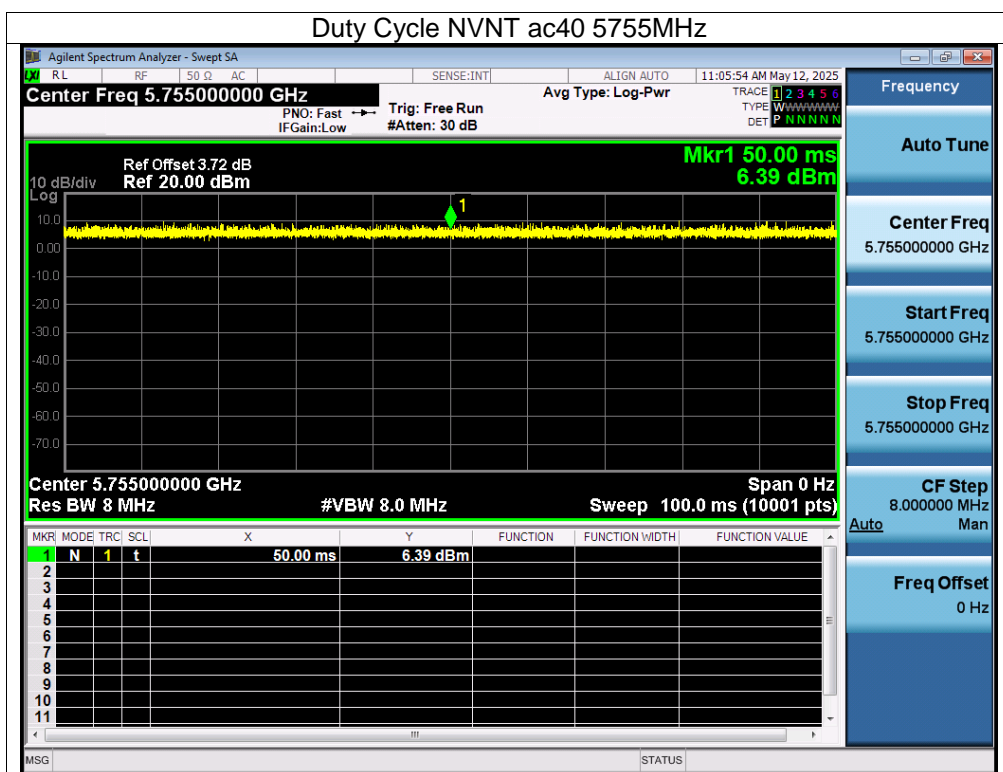 Duty Cycle NVNT ac40 5755MHz
Agilent Spectrum Analyzer - Swept SA
LXI RL RF 50 Ω AC SENSE:INT ALIGN AUTO 11:05:54 AM May 12, 2025
Center Freq 5.755000000 GHz Avg Type: Log-Pwr TRACE 1 2 3 4 5 6
PNO: Fast Trig: Free Run TYPE WWWWWWW
IFGain:Low #Atten: 30 dB DET P N N N N N
Mkr1 50.00 ms
6.39 dBm
Ref Offset 3.72 dB
10 dB/div Ref 20.00 dBm
Log
1
10.0
0.00
-10.0
-20.0
-30.0
-40.0
-50.0
-60.0
-70.0
Center 5.755000000 GHz Span 0 Hz
Res BW 8 MHz #VBW 8.0 MHz Sweep 100.0 ms (10001 pts)
MKR MODE TRC SCL X Y FUNCTION FUNCTION WIDTH FUNCTION VALUE
1 N 1 t 50.00 ms 6.39 dBm
2
3
4
5
6
7
8
9
10
11
MSG STATUS
Frequency
Auto Tune
Center Freq
5.755000000 GHz
Start Freq
5.755000000 GHz
Stop Freq
5.755000000 GHz
CF Step
8.000000 MHz
Auto Man
Freq Offset
0 Hz